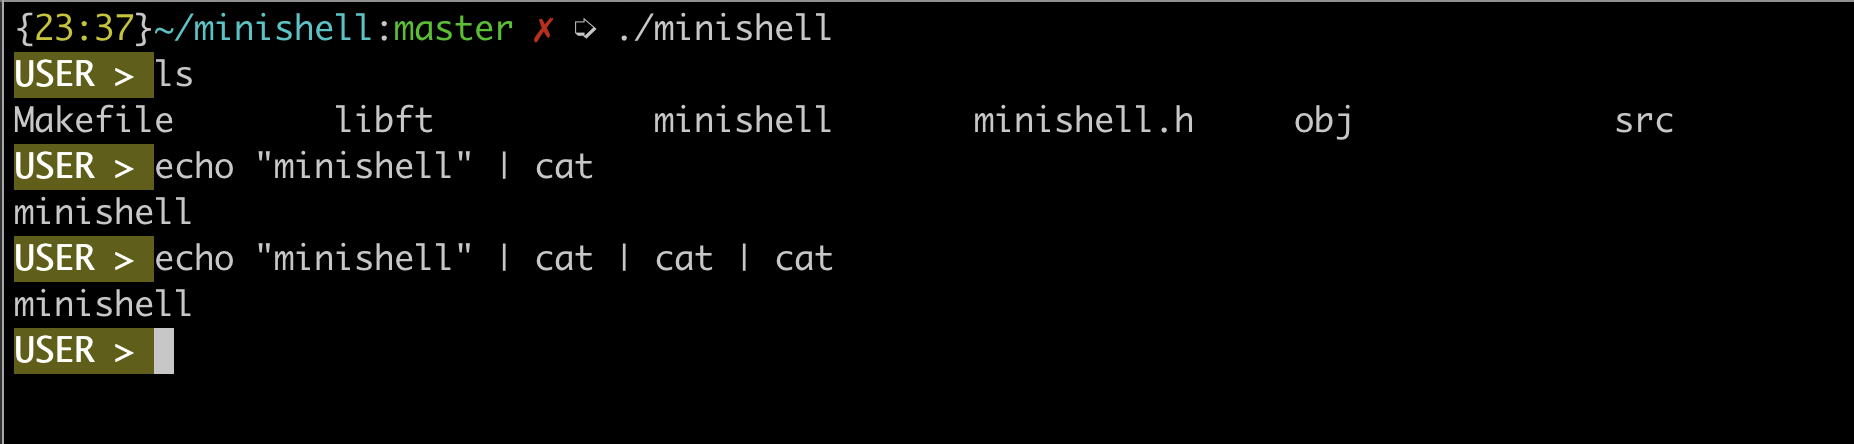 {23:37}~/minishell:master ✗ ➩ ./minishell
USER > ls
Makefile        libft           minishell       minishell.h     obj             src
USER > echo "minishell" | cat
minishell
USER > echo "minishell" | cat | cat | cat
minishell
USER >